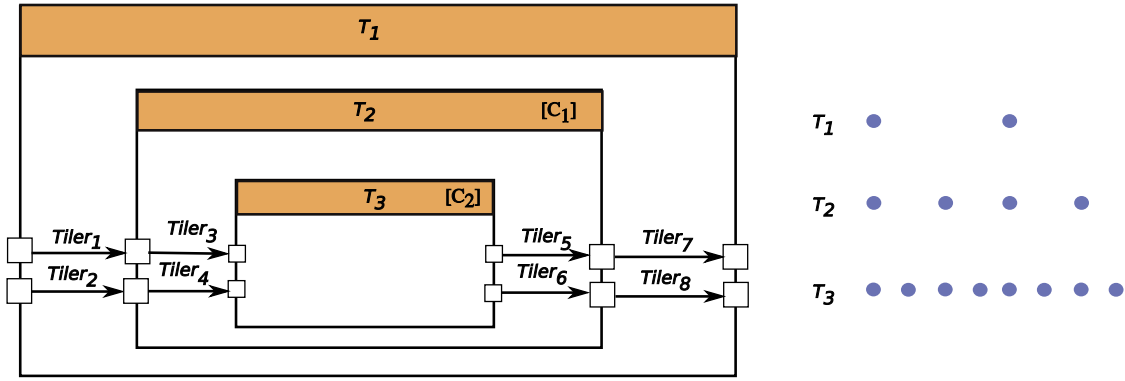 T₁
T₂ [C₁]
T₃ [C₂]
Tiler₁
Tiler₂
Tiler₃
Tiler₄
Tiler₅
Tiler₆
Tiler₇
Tiler₈
T₁
T₂
T₃